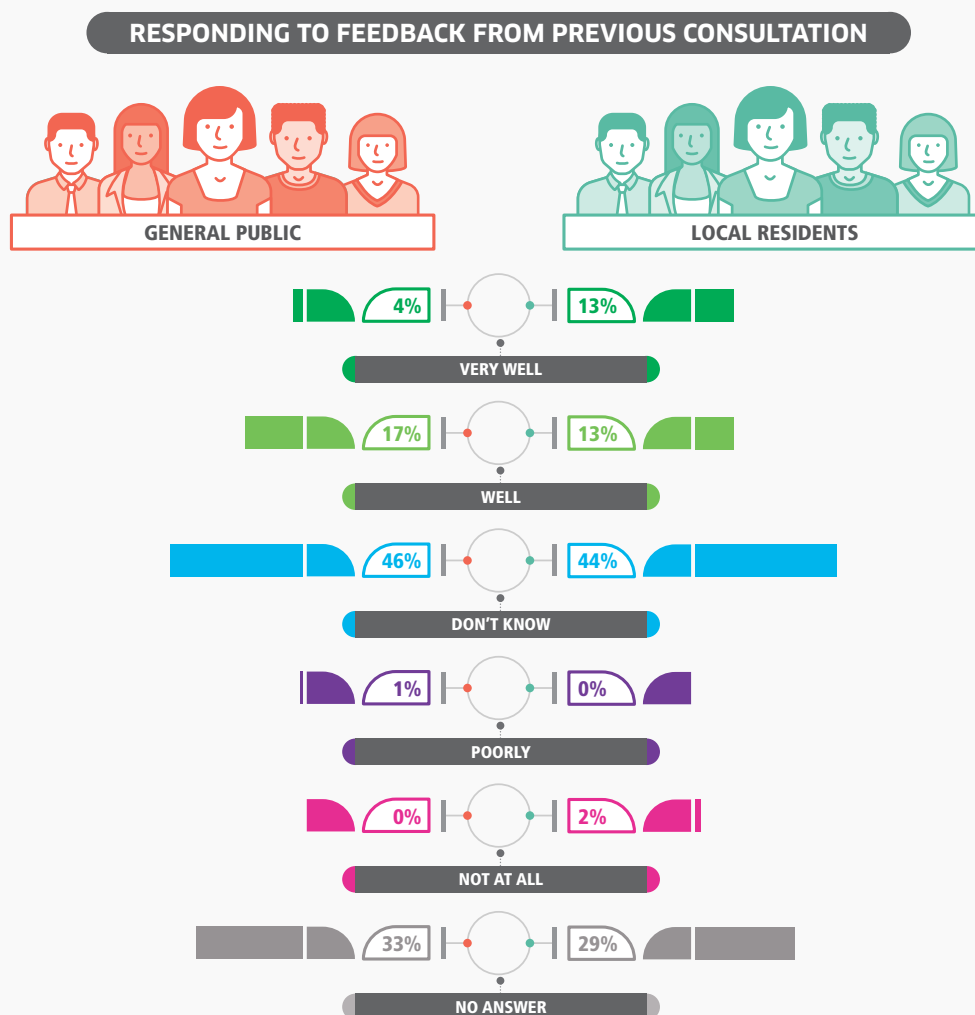 RESPONDING TO FEEDBACK FROM PREVIOUS CONSULTATION
GENERAL PUBLIC
LOCAL RESIDENTS
4%
13%
VERY WELL
17%
13%
WELL
46%
44%
DON'T KNOW
1%
0%
POORLY
0%
2%
NOT AT ALL
33%
29%
NO ANSWER